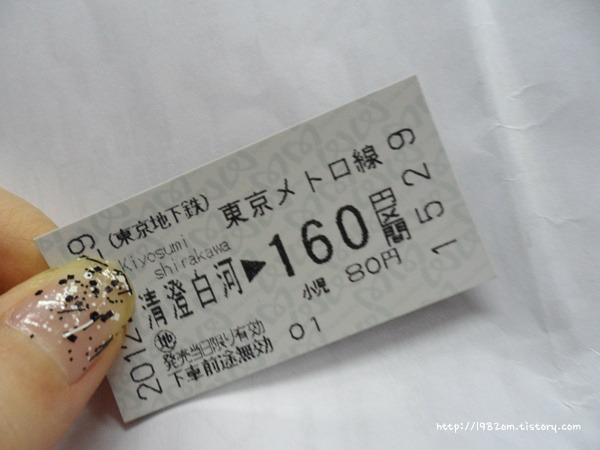 (東京地下鉄) 東京メトロ線
Kiyosumi
shirakawa
清澄白河▶160円区間
小児 80円
地
発売当日限り有効
下車前途無効
01
2012
/9
1529
http://1982om.tistory.com